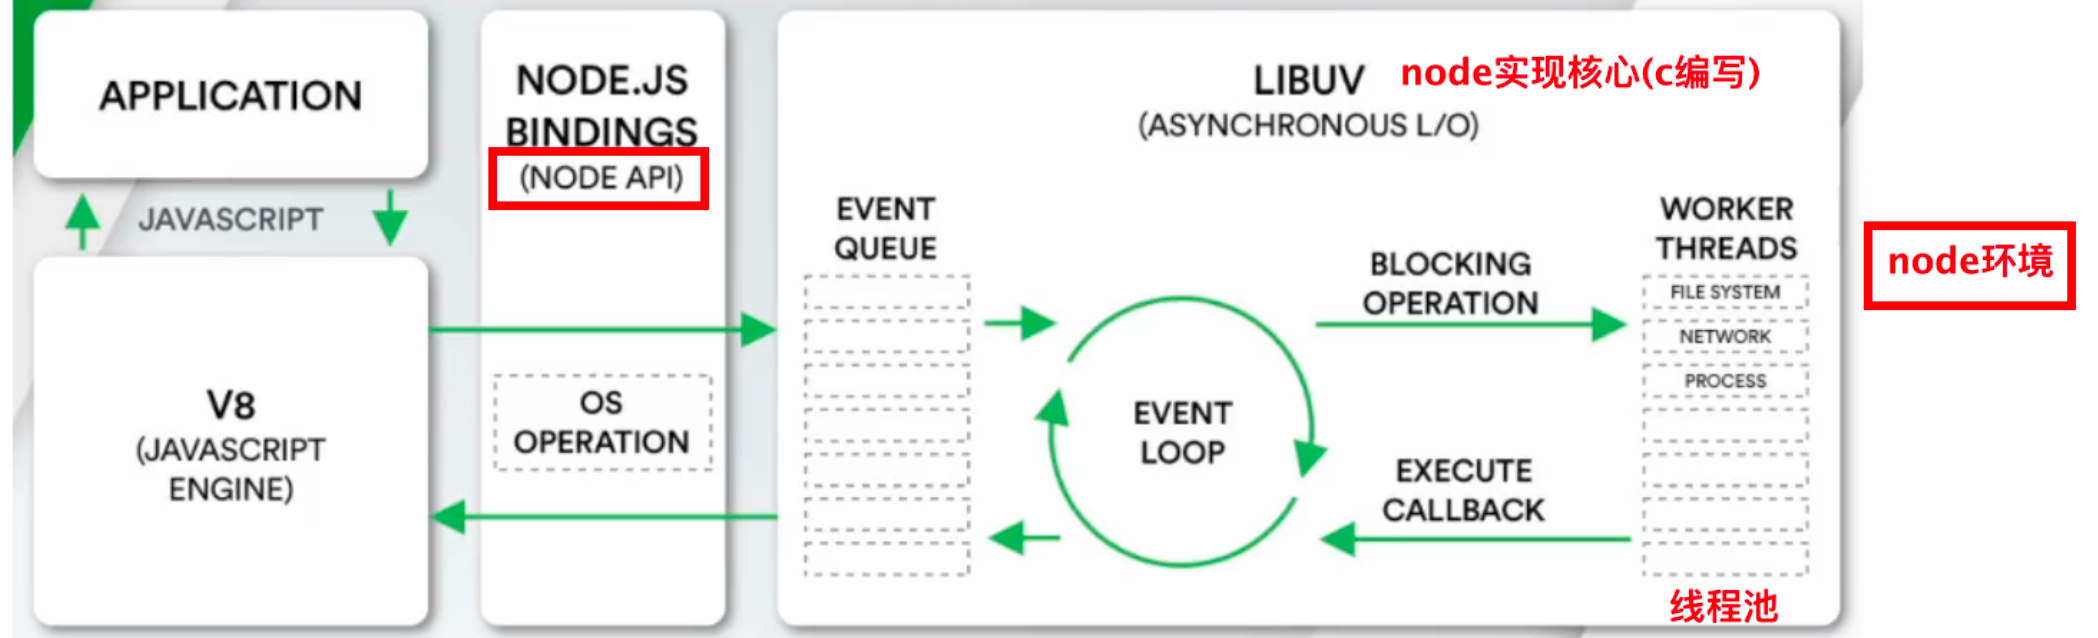 APPLICATION
JAVASCRIPT
V8
(JAVASCRIPT
ENGINE)
NODE.JS
BINDINGS
(NODE API)
OS
OPERATION
LIBUV
node实现核心(c编写)
(ASYNCHRONOUS L/O)
EVENT
QUEUE
EVENT
LOOP
BLOCKING
OPERATION
EXECUTE
CALLBACK
WORKER
THREADS
FILE SYSTEM
NETWORK
PROCESS
线程池
node环境